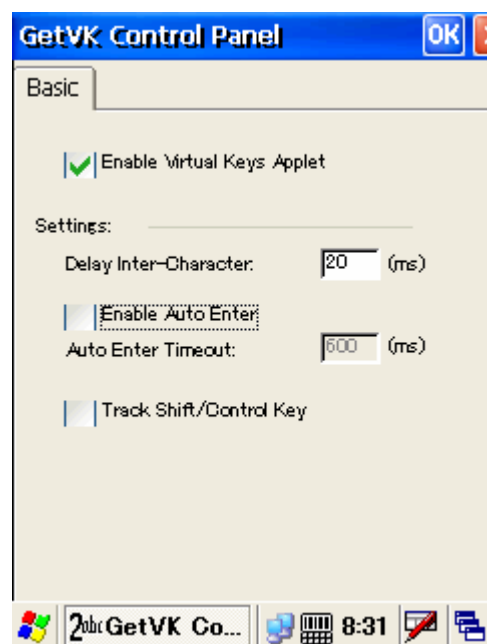 GetVK Control Panel OK
Basic
Enable Virtual Keys Applet
Settings:
Delay Inter-Character: 20 (ms)
Enable Auto Enter
Auto Enter Timeout: 600 (ms)
Track Shift/Control Key
GetVK Co... 8:31